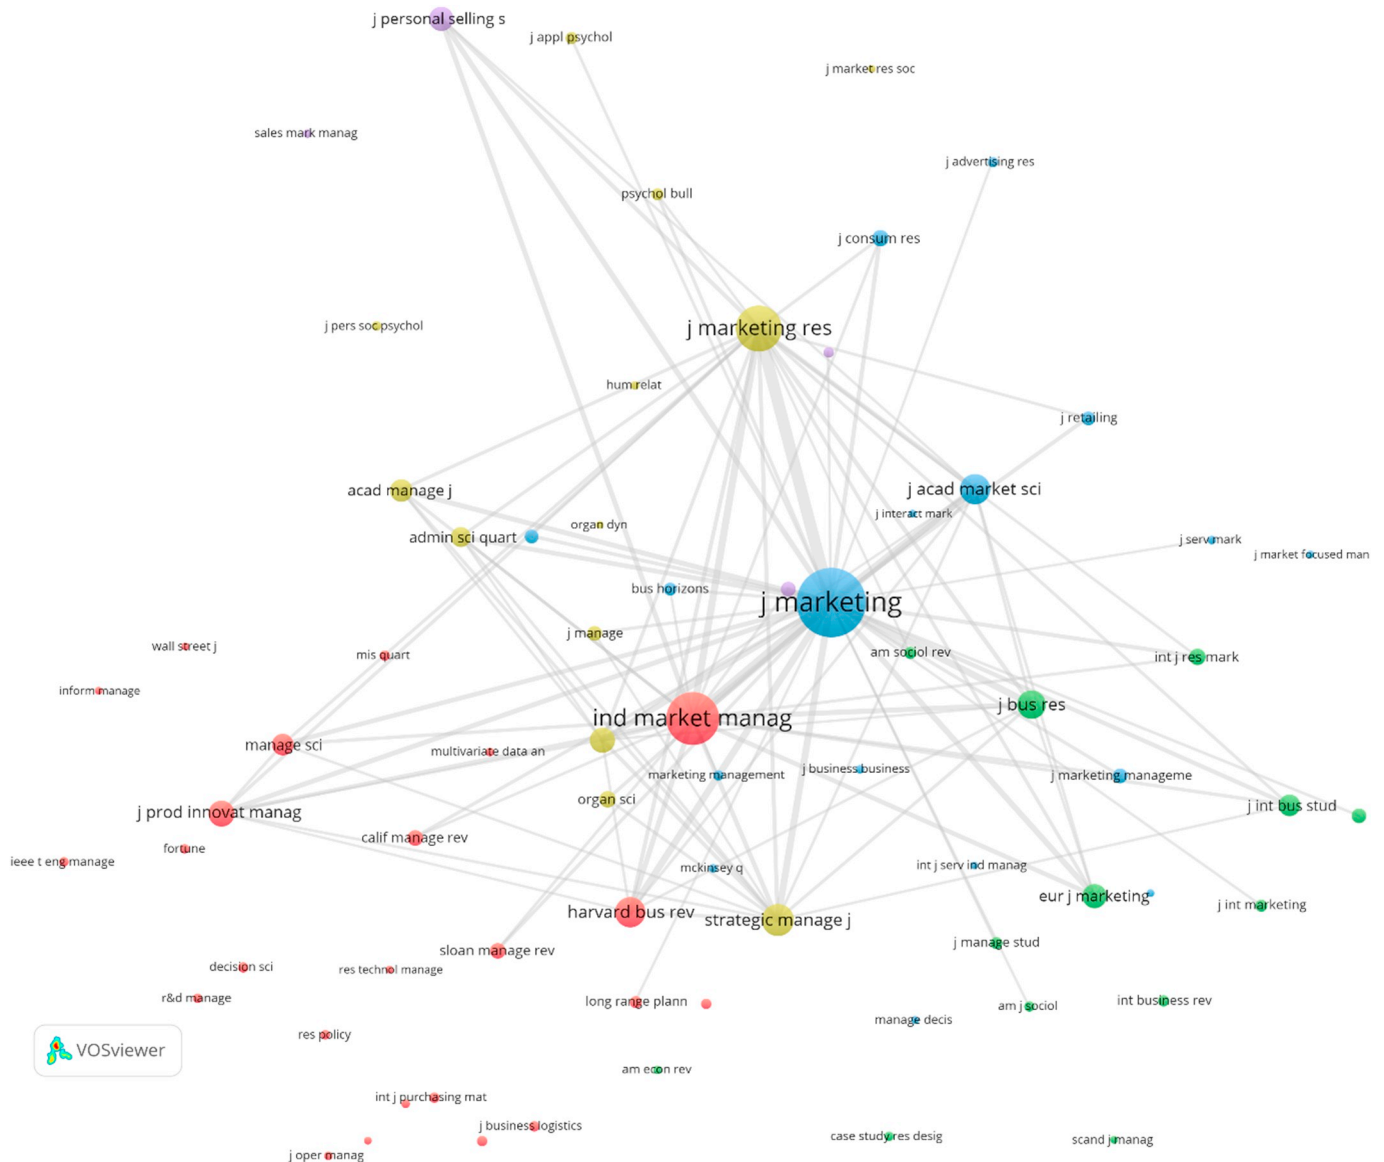 j personal selling s
j appl psychol
j market res soc
sales mark manag
j advertising res
psychol bull
j consum res
j pers soc psychol
j marketing res
hum relat
j retailing
acad manage j
j acad market sci
j interact mark
organ dyn
admin sci quart
j serv mark
j market focused man
bus horizons
j marketing
j manage
wall street j
mis quart
am sociol rev
int j res mark
inform manage
j bus res
ind market manag
manage sci
multivariate data an
marketing management
j business business
j marketing manageme
organ sci
j int bus stud
j prod innovat manag
calif manage rev
fortune
ieee t eng manage
mckinsey q
int j serv ind manag
eur j marketing
j int marketing
harvard bus rev
strategic manage j
j manage stud
sloan manage rev
decision sci
res technol manage
r&d manage
long range plann
am j sociol
int business rev
manage decis
res policy
VOSviewer
am econ rev
int j purchasing mat
j business logistics
case study res desig
scand j manag
j oper manag